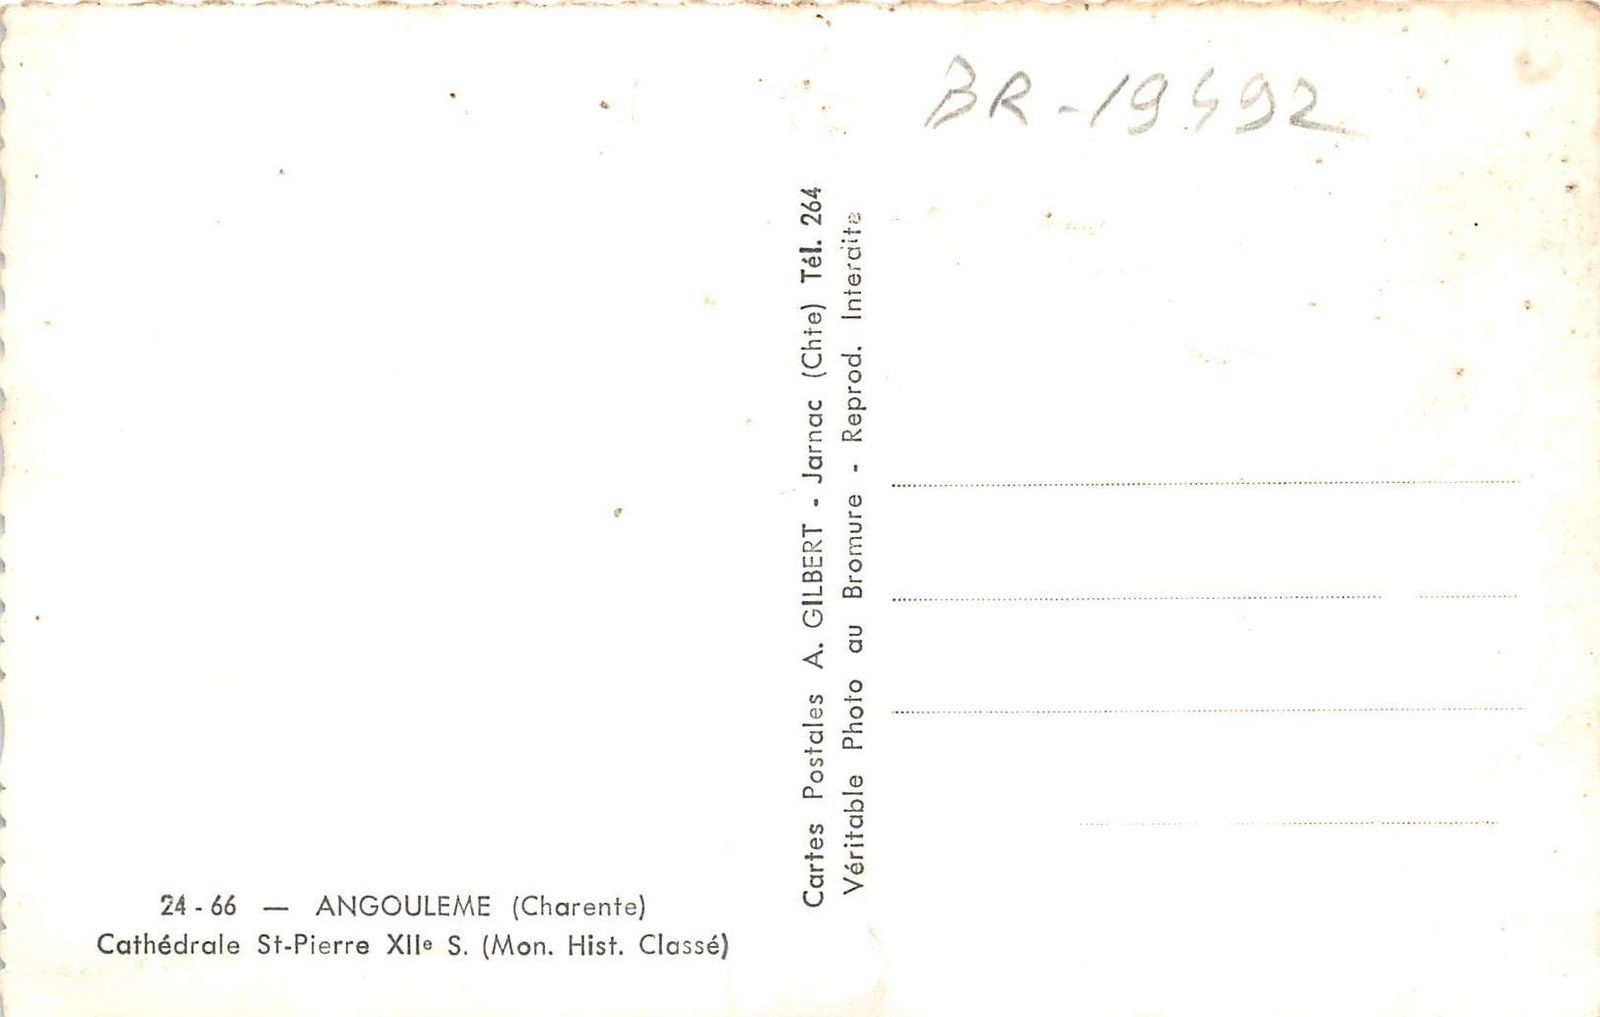 BR-19492
Cartes Postales A. GILBERT - Jarnac (Chte) Tél. 264
Véritable Photo au Bromure - Reprod. Interdite
24-66 — ANGOULEME (Charente)
Cathédrale St-Pierre XIIe S. (Mon. Hist. Classé)